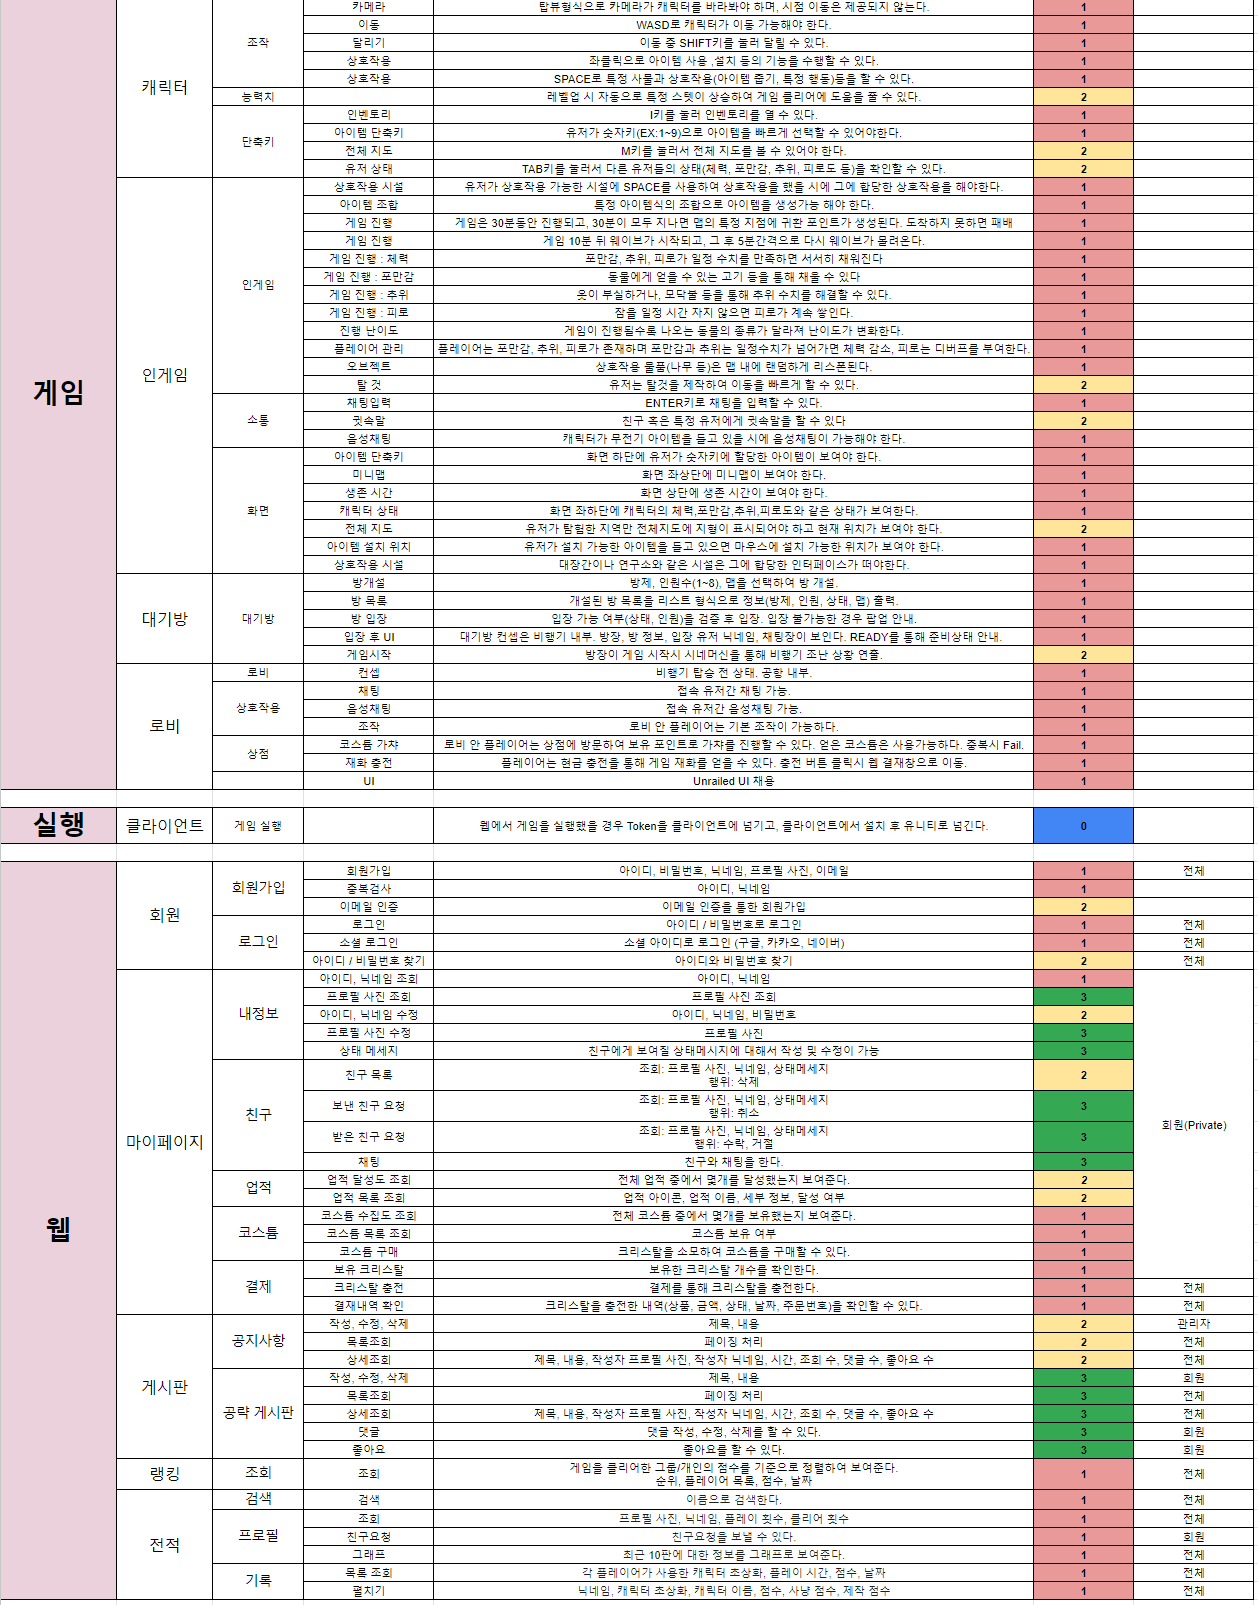 게임
캐릭터
조작
카메라 탑뷰형식으로 카메라가 캐릭터를 바라봐야 하며, 시점 이동은 제공되지 않는다. 1
이동 WASD로 캐릭터가 이동 가능해야 한다. 1
달리기 이동 중 SHIFT키를 눌러 달릴 수 있다. 1
상호작용 좌클릭으로 아이템 사용 ,설치 등의 기능을 수행할 수 있다. 1
상호작용 SPACE로 특정 사물과 상호작용(아이템 줍기, 특정 행동)등을 할 수 있다. 1
능력치 레벨업 시 자동으로 특정 스텟이 상승하여 게임 클리어에 도움을 줄 수 있다. 2
단축키
인벤토리 I키를 눌러 인벤토리를 열 수 있다. 1
아이템 단축키 유저가 숫자키(EX:1~9)으로 아이템을 빠르게 선택할 수 있어야한다. 1
전체 지도 M키를 눌러서 전체 지도를 볼 수 있어야 한다. 2
유저 상태 TAB키를 눌러서 다른 유저들의 상태(체력, 포만감, 추위, 피로도 등)을 확인할 수 있다. 2
인게임
인게임
상호작용 시설 유저가 상호작용 가능한 시설에 SPACE를 사용하여 상호작용을 했을 시에 그에 합당한 상호작용을 해야한다. 1
아이템 조합 특정 아이템식의 조합으로 아이템을 생성가능 해야 한다. 1
게임 진행 게임은 30분동안 진행되고, 30분이 모두 지나면 맵의 특정 지점에 귀환 포인트가 생성된다. 도착하지 못하면 패배 1
게임 진행 게임 10분 뒤 웨이브가 시작되고, 그 후 5분간격으로 다시 웨이브가 몰려온다. 1
게임 진행 : 체력 포만감, 추위, 피로가 일정 수치를 만족하면 서서히 채워진다 1
게임 진행 : 포만감 동물에게 얻을 수 있는 고기 등을 통해 채울 수 있다 1
게임 진행 : 추위 옷이 부실하거나, 모닥불 등을 통해 추위 수치를 해결할 수 있다. 1
게임 진행 : 피로 잠을 일정 시간 자지 않으면 피로가 계속 쌓인다. 1
진행 난이도 게임이 진행될수록 나오는 동물의 종류가 달라져 난이도가 변화한다. 1
플레이어 관리 플레이어는 포만감, 추위, 피로가 존재하며 포만감과 추위는 일정수치가 넘어가면 체력 감소, 피로는 디버프를 부여한다. 1
오브젝트 상호작용 물품(나무 등)은 맵 내에 랜덤하게 리스폰된다. 1
탈 것 유저는 탈것을 제작하여 이동을 빠르게 할 수 있다. 2
소통
채팅입력 ENTER키로 채팅을 입력할 수 있다. 1
귓속말 친구 혹은 특정 유저에게 귓속말을 할 수 있다 2
음성채팅 캐릭터가 무전기 아이템을 들고 있을 시에 음성채팅이 가능해야 한다. 1
화면
아이템 단축키 화면 하단에 유저가 숫자키에 할당한 아이템이 보여야 한다. 1
미니맵 화면 좌상단에 미니맵이 보여야 한다. 1
생존 시간 화면 상단에 생존 시간이 보여야 한다. 1
캐릭터 상태 화면 좌하단에 캐릭터의 체력,포만감,추위,피로도와 같은 상태가 보여한다. 1
전체 지도 유저가 탐험한 지역만 전체지도에 지형이 표시되어야 하고 현재 위치가 보여야 한다. 2
아이템 설치 위치 유저가 설치 가능한 아이템을 들고 있으면 마우스에 설치 가능한 위치가 보여야 한다. 1
상호작용 시설 대장간이나 연구소와 같은 시설은 그에 합당한 인터페이스가 떠야한다. 1
대기방
대기방
방개설 방제, 인원수(1~8), 맵을 선택하여 방 개설. 1
방 목록 개설된 방 목록을 리스트 형식으로 정보(방제, 인원, 상태, 맵) 출력. 1
방 입장 입장 가능 여부(상태, 인원)을 검증 후 입장. 입장 불가능한 경우 팝업 안내. 1
입장 후 UI 대기방 컨셉은 비행기 내부. 방장, 방 정보, 입장 유저 닉네임, 채팅창이 보인다. READY를 통해 준비상태 안내. 1
게임시작 방장이 게임 시작시 시네머신을 통해 비행기 조난 상황 연출. 2
로비
로비 컨셉 비행기 탑승 전 상태. 공항 내부. 1
상호작용
채팅 접속 유저간 채팅 가능. 1
음성채팅 접속 유저간 음성채팅 가능. 1
조작 로비 안 플레이어는 기본 조작이 가능하다. 1
상점
코스튬 가챠 로비 안 플레이어는 상점에 방문하여 보유 포인트로 가챠를 진행할 수 있다. 얻은 코스튬은 사용가능하다. 중복시 Fail. 1
재화 충전 플레이어는 현금 충전을 통해 게임 재화를 얻을 수 있다. 충전 버튼 클릭시 웹 결재창으로 이동. 1
UI Unrailed UI 채용 1
실행 클라이언트 게임 실행 웹에서 게임을 실행했을 경우 Token을 클라이언트에 넘기고, 클라이언트에서 설치 후 유니티로 넘긴다. 0
웹
회원
회원가입
회원가입 아이디, 비밀번호, 닉네임, 프로필 사진, 이메일 1 전체
중복검사 아이디, 닉네임 1
이메일 인증 이메일 인증을 통한 회원가입 2
로그인
로그인 아이디 / 비밀번호로 로그인 1 전체
소셜 로그인 소셜 아이디로 로그인 (구글, 카카오, 네이버) 1 전체
아이디 / 비밀번호 찾기 아이디와 비밀번호 찾기 2 전체
마이페이지
회원(Private)
내정보
아이디, 닉네임 조회 아이디, 닉네임 1
프로필 사진 조회 프로필 사진 조회 3
아이디, 닉네임 수정 아이디, 닉네임, 비밀번호 2
프로필 사진 수정 프로필 사진 3
상태 메세지 친구에게 보여질 상태메시지에 대해서 작성 및 수정이 가능 3
친구
친구 목록 조회: 프로필 사진, 닉네임, 상태메세지 2
행위: 삭제
보낸 친구 요청 조회: 프로필 사진, 닉네임, 상태메세지 3
행위: 취소
받은 친구 요청 조회: 프로필 사진, 닉네임, 상태메세지 3
행위: 수락, 거절
채팅 친구와 채팅을 한다. 3
업적
업적 달성도 조회 전체 업적 중에서 몇개를 달성했는지 보여준다. 2
업적 목록 조회 업적 아이콘, 업적 이름, 세부 정보, 달성 여부 2
코스튬
코스튬 수집도 조회 전체 코스튬 중에서 몇개를 보유했는지 보여준다. 1
코스튬 목록 조회 코스튬 보유 여부 1
코스튬 구매 크리스탈을 소모하여 코스튬을 구매할 수 있다. 1
결제
보유 크리스탈 보유한 크리스탈 개수를 확인한다. 1
크리스탈 충전 결제를 통해 크리스탈을 충전한다. 1 전체
결재내역 확인 크리스탈을 충전한 내역(상품, 금액, 상태, 날짜, 주문번호)을 확인할 수 있다. 1 전체
게시판
공지사항
작성, 수정, 삭제 제목, 내용 2 관리자
목록조회 페이징 처리 2 전체
상세조회 제목, 내용, 작성자 프로필 사진, 작성자 닉네임, 시간, 조회 수, 댓글 수, 좋아요 수 2 전체
공략 게시판
작성, 수정, 삭제 제목, 내용 3 회원
목록조회 페이징 처리 3 전체
상세조회 제목, 내용, 작성자 프로필 사진, 작성자 닉네임, 시간, 조회 수, 댓글 수, 좋아요 수 3 전체
댓글 댓글 작성, 수정, 삭제를 할 수 있다. 3 회원
좋아요 좋아요를 할 수 있다. 3 회원
랭킹 조회 조회 게임을 클리어한 그룹/개인의 점수를 기준으로 정렬하여 보여준다. 1 전체
순위, 플레이어 목록, 점수, 날짜
전적
검색 검색 이름으로 검색한다. 1 전체
프로필
조회 프로필 사진, 닉네임, 플레이 횟수, 클리어 횟수 1 전체
친구요청 친구요청을 보낼 수 있다. 1 회원
그래프 최근 10판에 대한 정보를 그래프로 보여준다. 1 전체
기록
목록 조회 각 플레이어가 사용한 캐릭터 초상화, 플레이 시간, 점수, 날짜 1 전체
펼치기 닉네임, 캐릭터 초상화, 캐릭터 이름, 점수, 사냥 점수, 제작 점수 1 전체